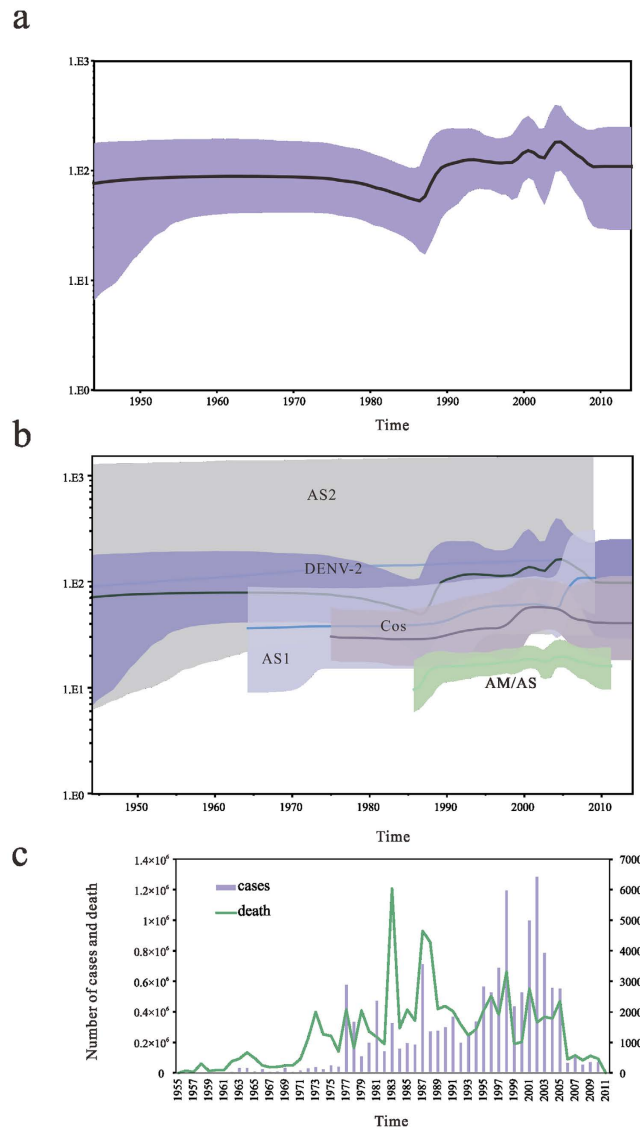 a
1.E3
1.E2
1.E1
1.E0
1950 1960 1970 1980 1990 2000 2010
Time
b
1.E3
1.E2
1.E1
1.E0
AS2
DENV-2
Cos
AS1
AM/AS
1950 1960 1970 1980 1990 2000 2010
Time
c
Number of cases and death
1.4×10⁶ 7000
1.2×10⁶ 6000
1×10⁶ 5000
0.8×10⁶ 4000
0.6×10⁶ 3000
0.4×10⁶ 2000
0.2×10⁶ 1000
0 0
cases
death
1955 1957 1959 1961 1963 1965 1967 1969 1971 1973 1975 1977 1979 1981 1983 1985 1987 1989 1991 1993 1995 1997 1999 2001 2003 2005 2007 2009 2011
Time